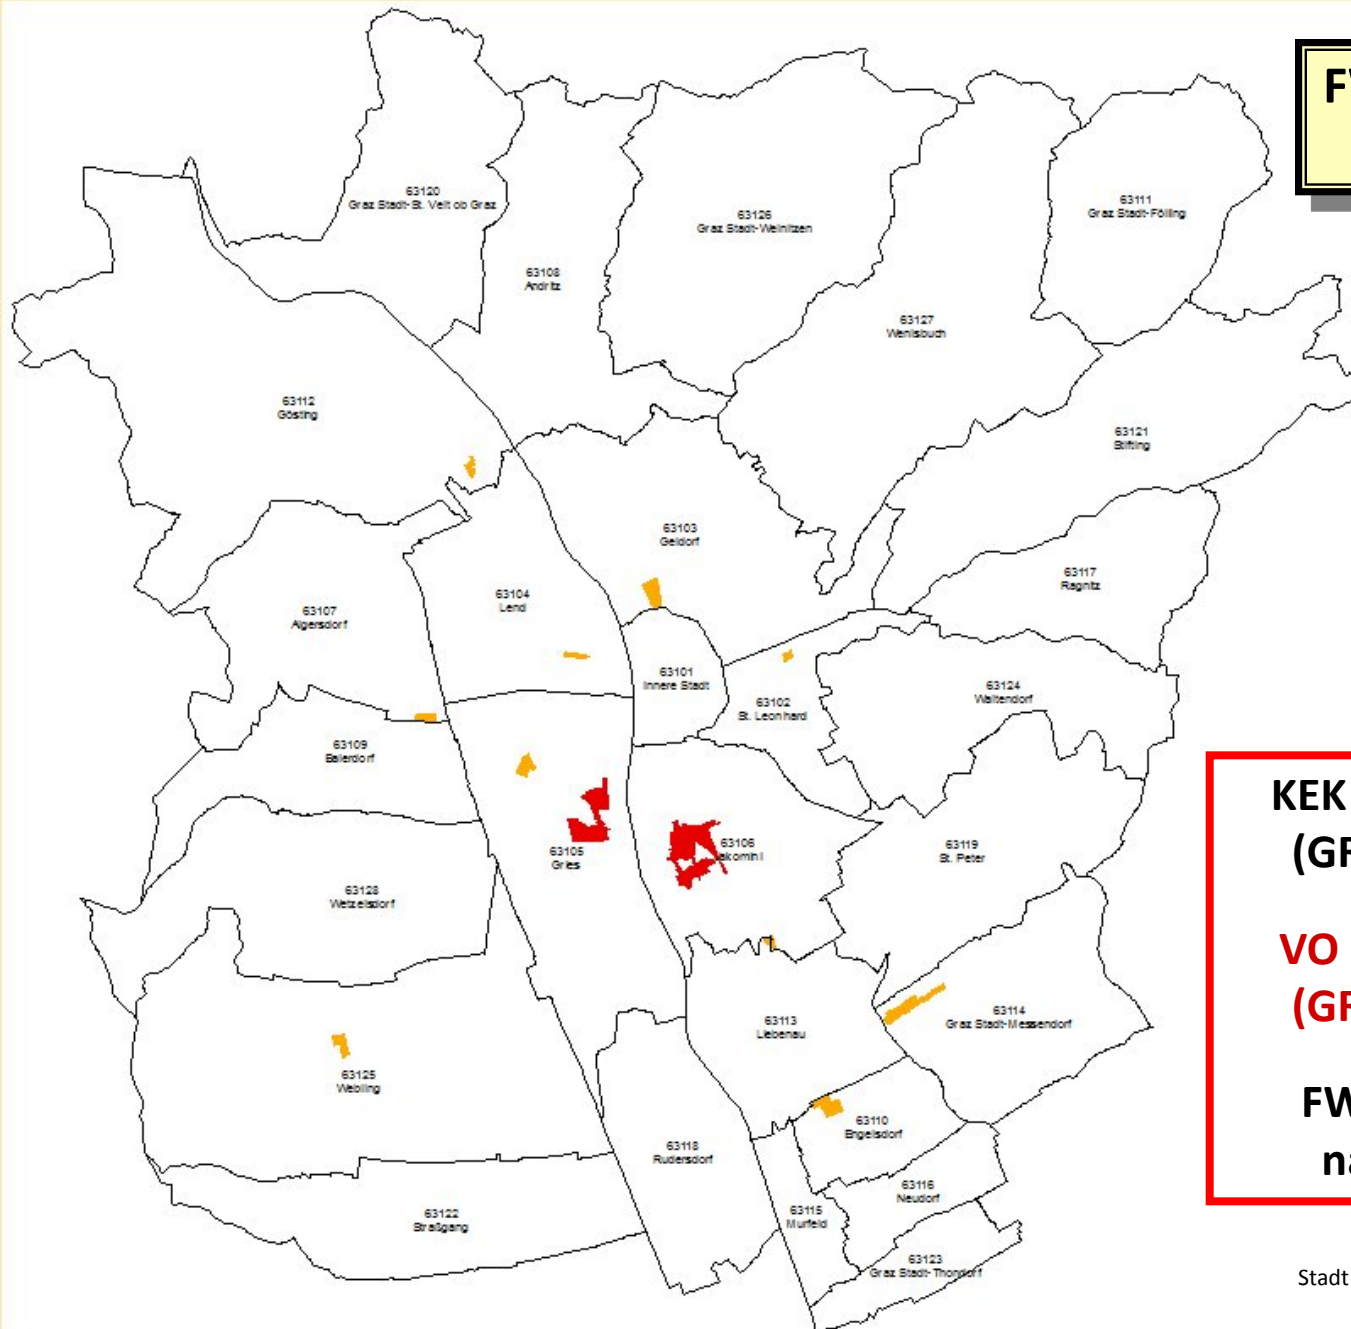 FW
63120
Graz Stadt-St. Veit ob Graz
63126
Graz Stadt-Weinitzen
63111
Graz Stadt-Fölling
63108
Andritz
63127
Wenisbuch
63112
Gösting
63121
Stifting
63103
Geidorf
63117
Ragnitz
63104
Lend
63107
Algersdorf
63101
Innere Stadt
63102
St. Leonhard
63124
Waltendorf
63109
Baierdorf
63105
Gries
63106
Jakomini
63119
St. Peter
63128
Wetzelsdorf
63125
Webling
63113
Liebenau
63114
Graz Stadt-Messendorf
63110
Engelsdorf
63118
Rudersdorf
63116
Neudorf
63115
Murfeld
63122
Straßgang
63123
Graz Stadt-Thondorf
KEK
(GR
VO
(GR
FW
na
Stadt